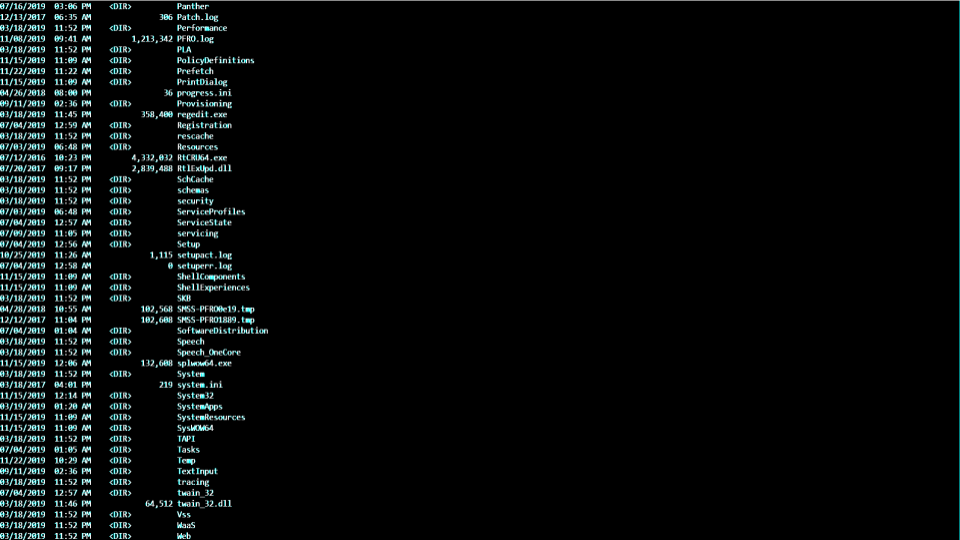 07/16/2019 03:06 PM <DIR> Panther
12/13/2017 06:35 AM 306 Patch.log
03/18/2019 11:52 PM <DIR> Performance
11/08/2019 09:41 AM 1,213,342 PFRO.log
03/18/2019 11:52 PM <DIR> PLA
11/15/2019 11:09 AM <DIR> PolicyDefinitions
11/22/2019 11:22 AM <DIR> Prefetch
11/15/2019 11:09 AM <DIR> PrintDialog
04/26/2018 08:00 PM 36 progress.ini
09/11/2019 02:36 PM <DIR> Provisioning
03/18/2019 11:45 PM 358,400 regedit.exe
07/04/2019 12:59 AM <DIR> Registration
03/18/2019 11:52 PM <DIR> rescache
07/03/2019 06:48 PM <DIR> Resources
07/12/2016 10:23 PM 4,332,032 RtCRU64.exe
07/20/2017 09:17 PM 2,839,488 RtlExUpd.dll
03/18/2019 11:52 PM <DIR> SchCache
03/18/2019 11:52 PM <DIR> schemas
03/18/2019 11:52 PM <DIR> security
07/03/2019 06:48 PM <DIR> ServiceProfiles
07/04/2019 12:57 AM <DIR> ServiceState
07/09/2019 11:05 PM <DIR> servicing
07/04/2019 12:56 AM <DIR> Setup
10/25/2019 11:26 AM 1,115 setupact.log
07/04/2019 12:58 AM 0 setuperr.log
11/15/2019 11:09 AM <DIR> ShellComponents
11/15/2019 11:09 AM <DIR> ShellExperiences
03/18/2019 11:52 PM <DIR> SKB
04/28/2018 10:55 AM 102,568 SMSS-PFRO0e19.tmp
12/12/2017 11:04 PM 102,608 SMSS-PFRO1889.tmp
07/04/2019 01:04 AM <DIR> SoftwareDistribution
03/18/2019 11:52 PM <DIR> Speech
03/18/2019 11:52 PM <DIR> Speech_OneCore
11/15/2019 12:06 AM 132,608 splwow64.exe
03/18/2019 11:52 PM <DIR> System
03/18/2017 04:01 PM 219 system.ini
11/15/2019 12:14 PM <DIR> System32
03/19/2019 01:20 AM <DIR> SystemApps
11/15/2019 11:09 AM <DIR> SystemResources
11/15/2019 11:09 AM <DIR> SysWOW64
03/18/2019 11:52 PM <DIR> TAPI
07/04/2019 01:05 AM <DIR> Tasks
11/22/2019 10:29 AM <DIR> Temp
09/11/2019 02:36 PM <DIR> TextInput
03/18/2019 11:52 PM <DIR> tracing
07/04/2019 12:57 AM <DIR> twain_32
03/18/2019 11:46 PM 64,512 twain_32.dll
03/18/2019 11:52 PM <DIR> Vss
03/18/2019 11:52 PM <DIR> WaaS
03/18/2019 11:52 PM <DIR> Web